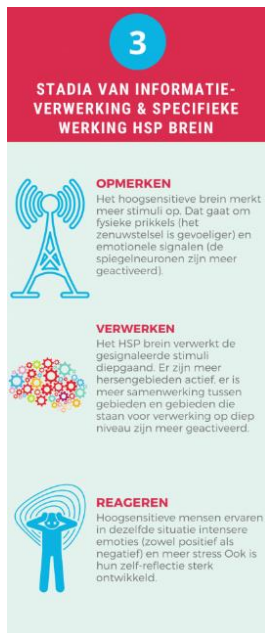 3
STADIA VAN INFORMATIE-
VERWERKING & SPECIFIEKE
WERKING HSP BREIN
OPMERKEN
Het hoogsensitieve brein merkt
meer stimuli op. Dat gaat om
fysieke prikkels (het
zenuwstelsel is gevoeliger) en
emotionele signalen (de
spiegelneuronen zijn meer
geactiveerd).
VERWERKEN
Het HSP brein verwerkt de
gesignaleerde stimuli
diepgaand. Er zijn meer
hersengebieden actief, er is
meer samenwerking tussen
gebieden en gebieden die
staan voor verwerking op diep
niveau zijn meer geactiveerd.
REAGEREN
Hoogsensitieve mensen ervaren
in dezelfde situatie intensere
emoties (zowel positief als
negatief) en meer stress Ook is
hun zelf-reflectie sterk
ontwikkeld.